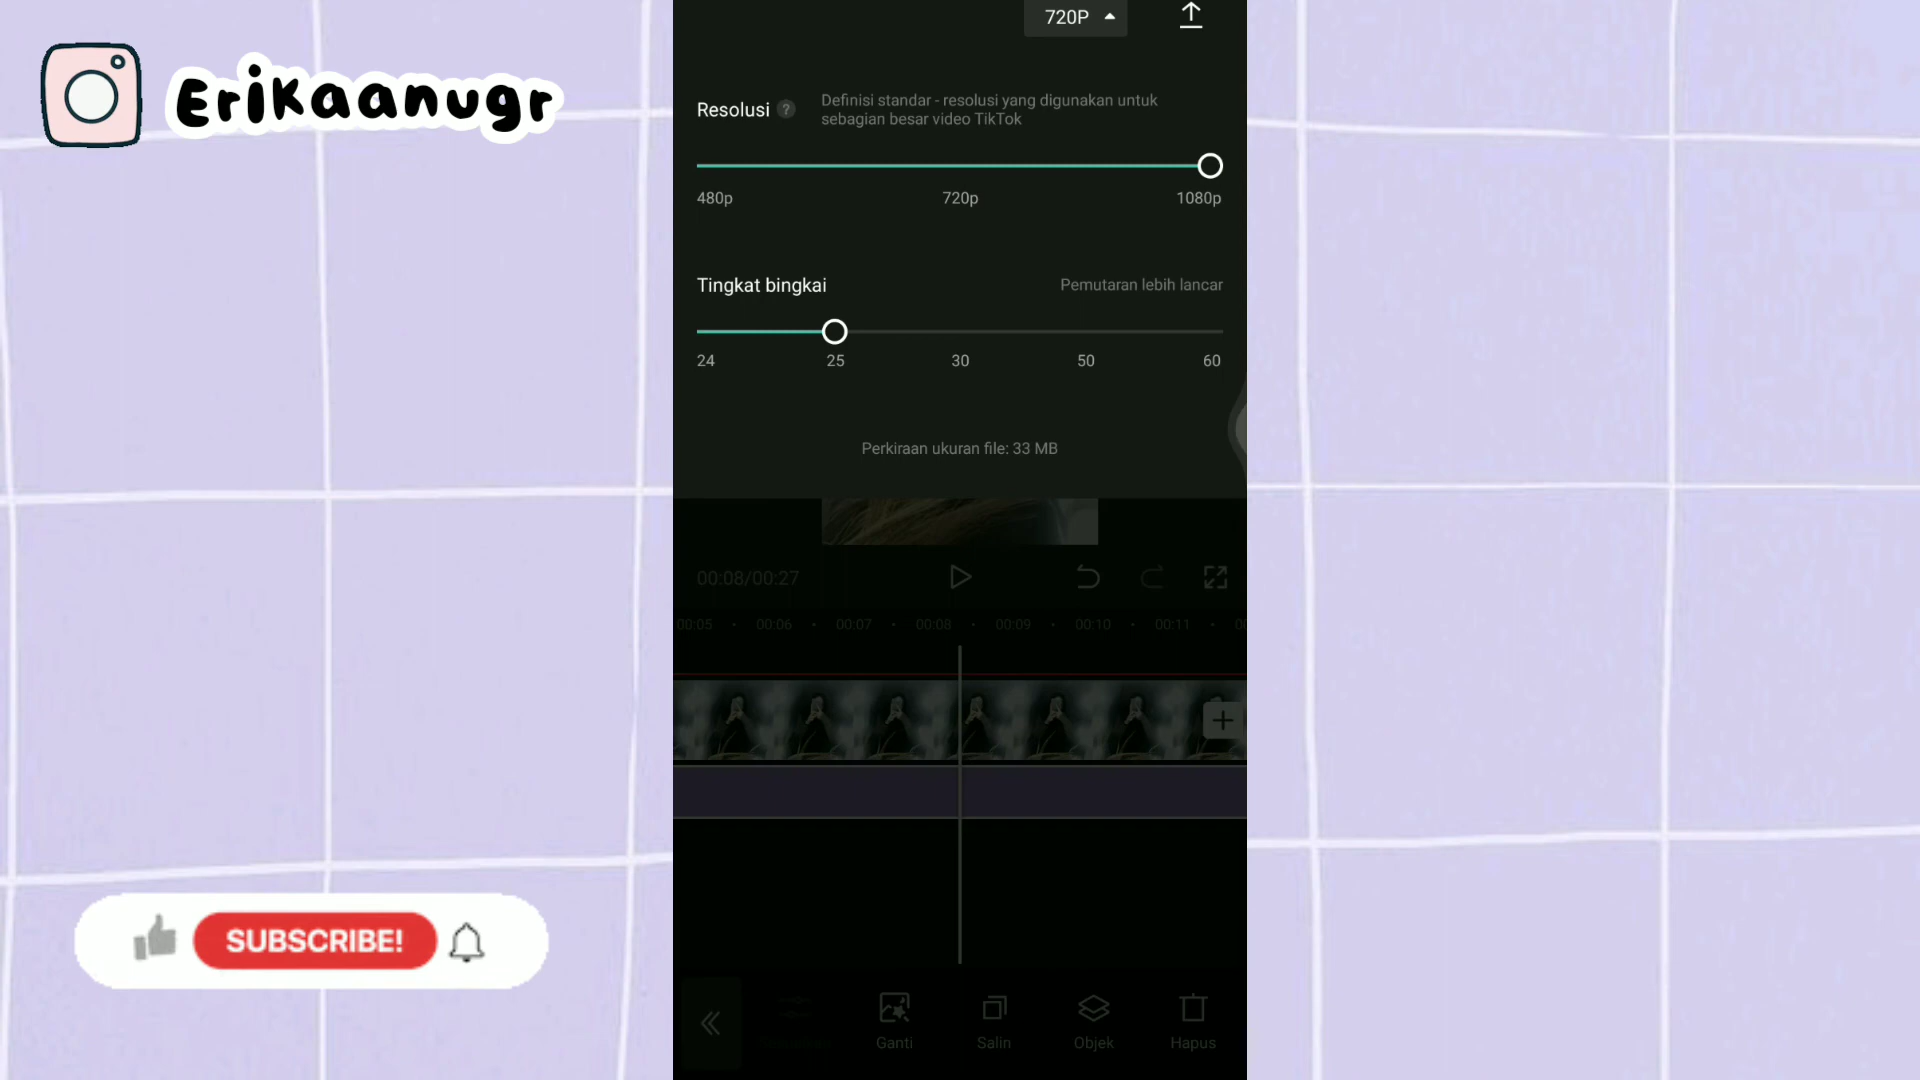 Erikaanugr
720P
Resolusi ?
Definisi standar - resolusi yang digunakan untuk
sebagian besar video TikTok
480p 720p 1080p
Tingkat bingkai Pemutaran lebih lancar
24 25 30 50 60
Perkiraan ukuran file: 33 MB
00:08/00:27
00:05 00:06 00:07 00:08 00:09 00:10 00:11
SUBSCRIBE!
Ganti Salin Objek Hapus